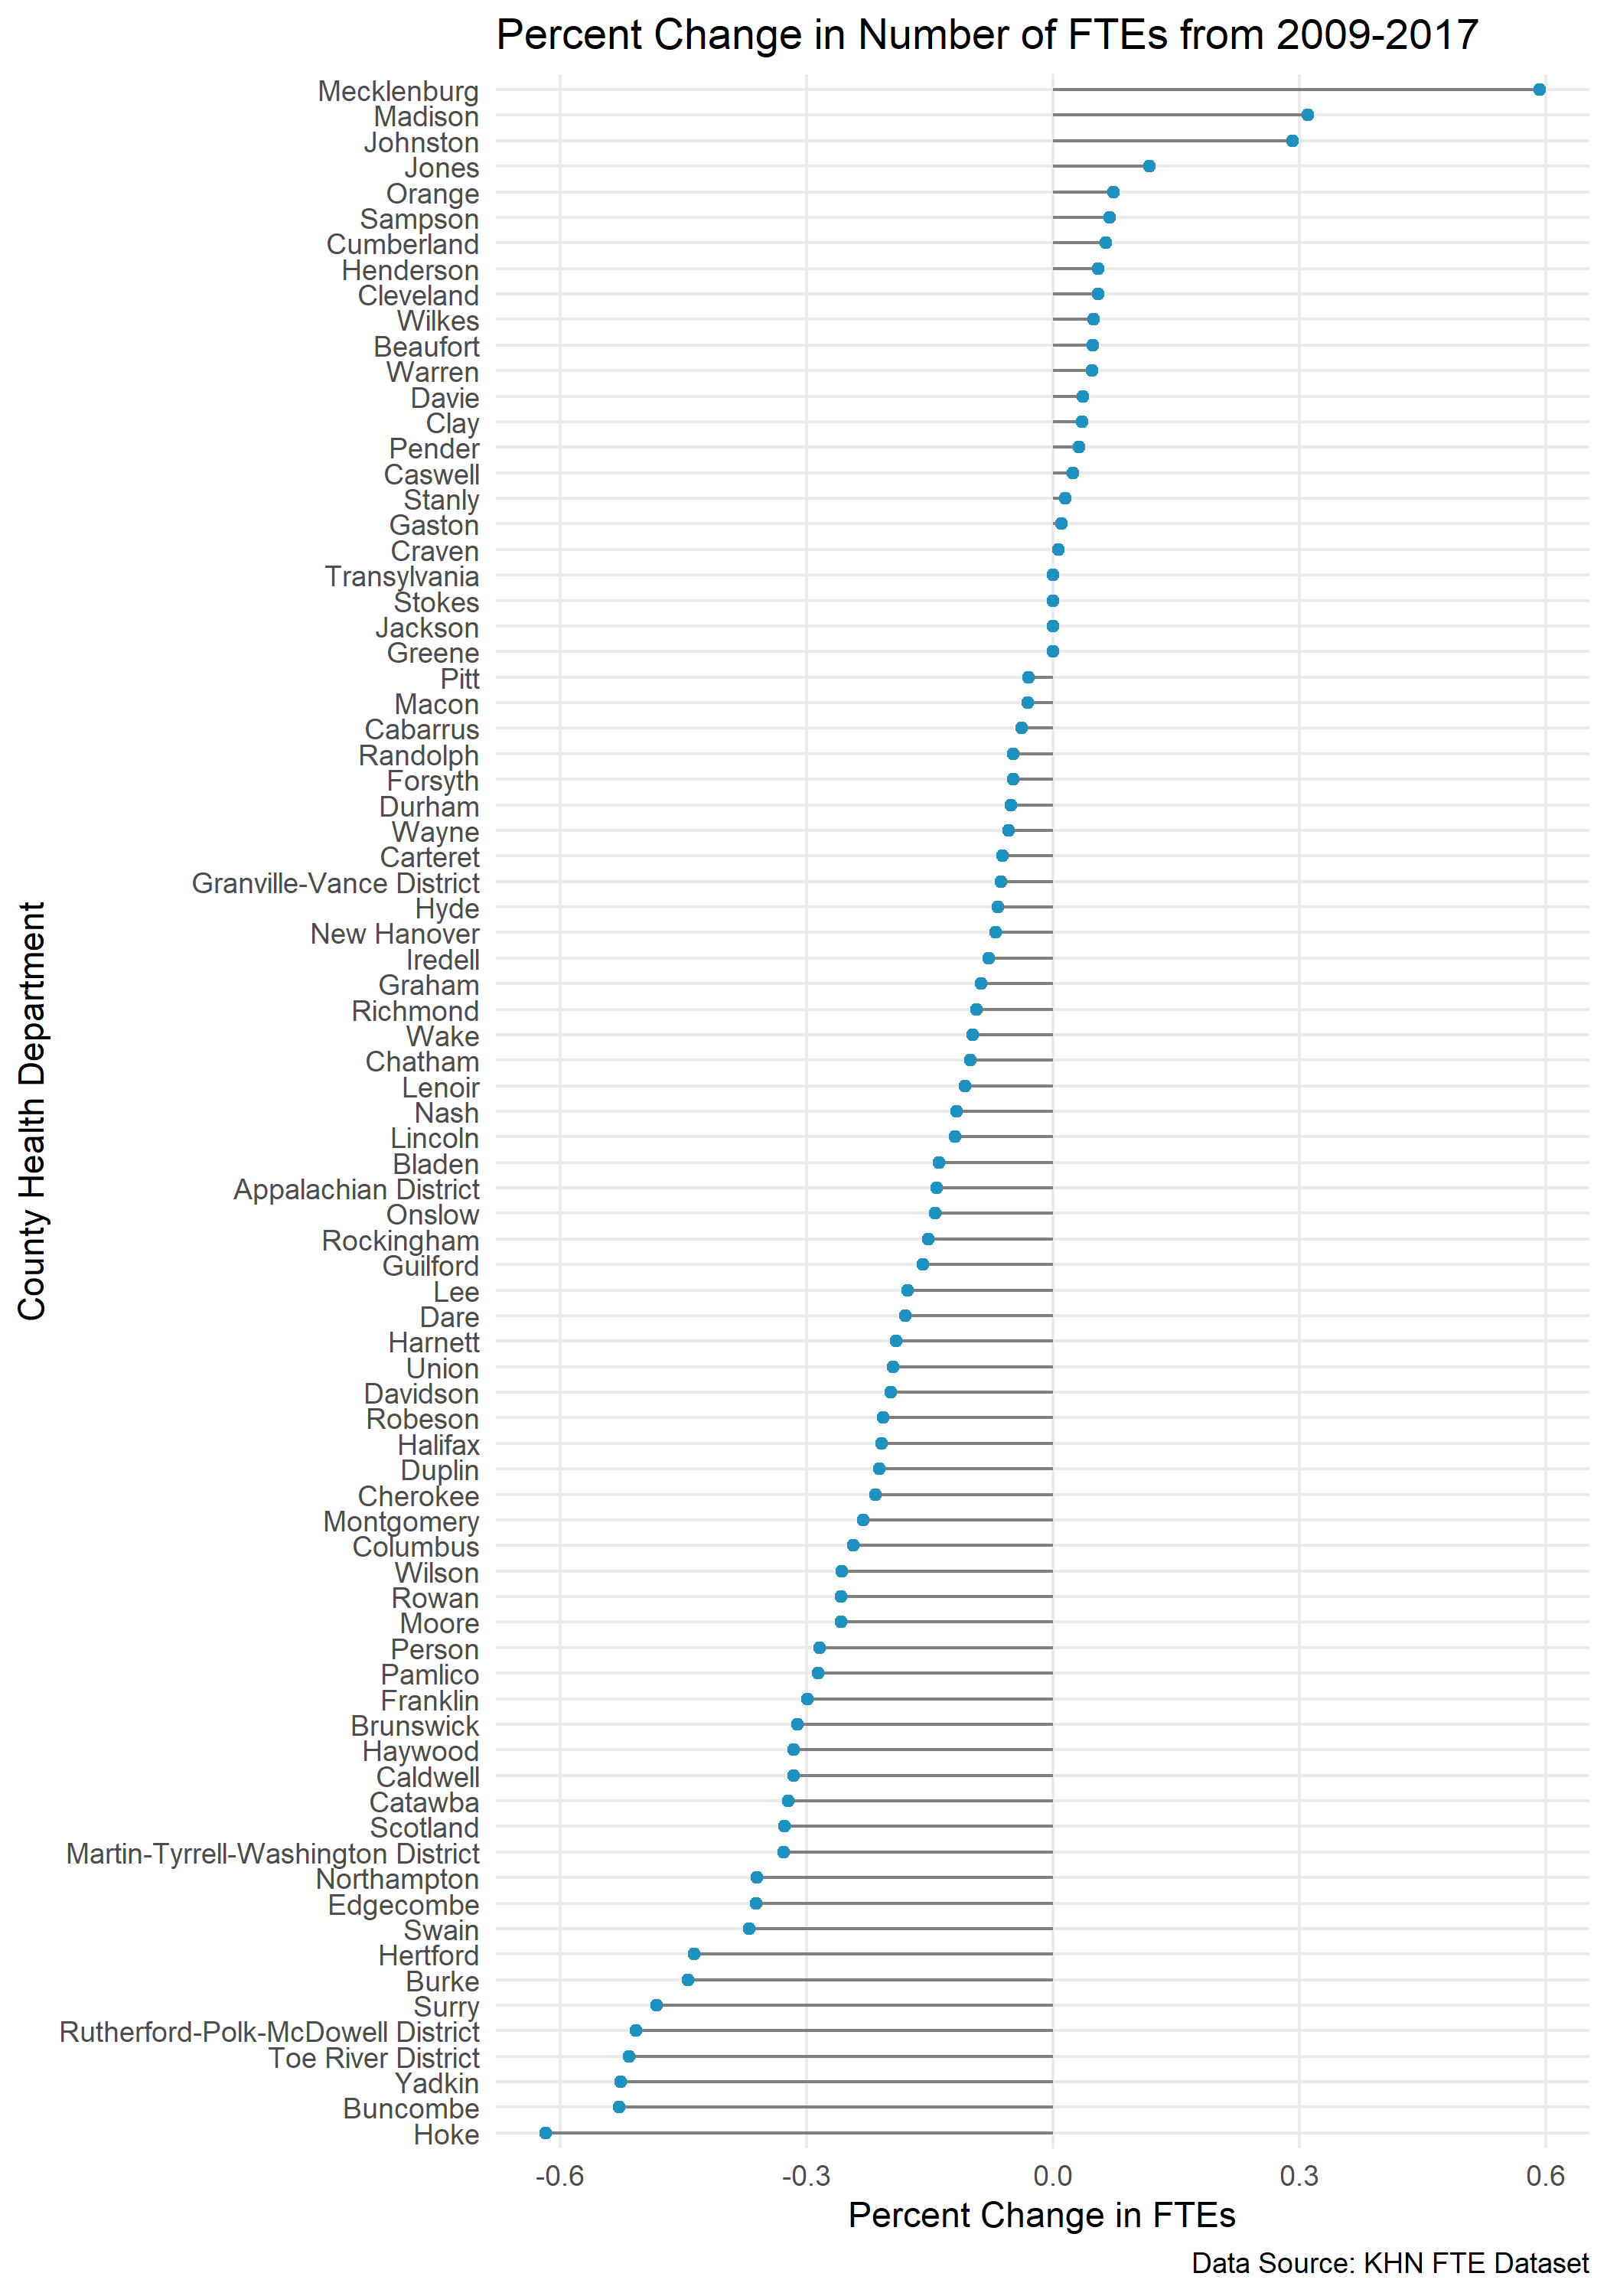 Percent Change in Number of FTEs from 2009-2017
Mecklenburg
Madison
Johnston
Jones
Orange
Sampson
Cumberland
Henderson
Cleveland
Wilkes
Beaufort
Warren
Davie
Clay
Pender
Caswell
Stanly
Gaston
Craven
Transylvania
Stokes
Jackson
Greene
Pitt
Macon
Cabarrus
Randolph
Forsyth
Durham
Wayne
Carteret
Granville-Vance District
Hyde
New Hanover
Iredell
Graham
Richmond
Wake
Chatham
Lenoir
Nash
Lincoln
Bladen
Appalachian District
Onslow
Rockingham
Guilford
Lee
Dare
Harnett
Union
Davidson
Robeson
Halifax
Duplin
Cherokee
Montgomery
Columbus
Wilson
Rowan
Moore
Person
Pamlico
Franklin
Brunswick
Haywood
Caldwell
Catawba
Scotland
Martin-Tyrrell-Washington District
Northampton
Edgecombe
Swain
Hertford
Burke
Surry
Rutherford-Polk-McDowell District
Toe River District
Yadkin
Buncombe
Hoke
County Health Department
-0.6 -0.3 0.0 0.3 0.6
Percent Change in FTEs
Data Source: KHN FTE Dataset